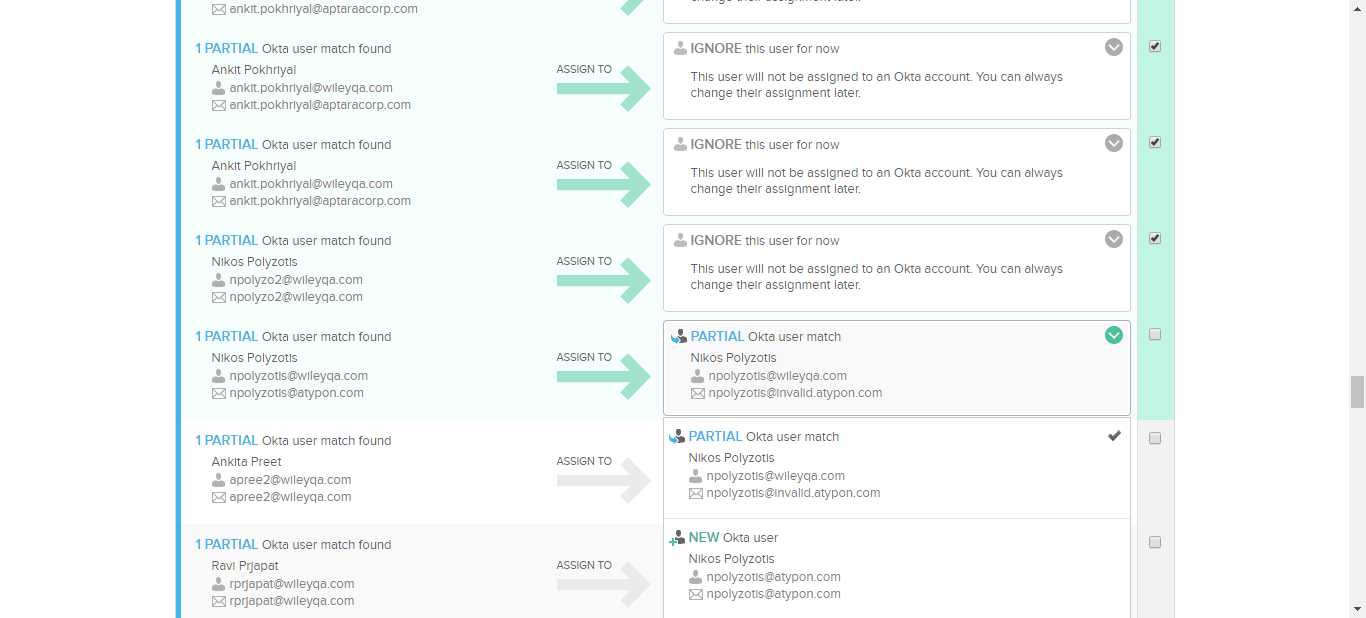 ankit.pokhriyal@aptaraacorp.com
change their assignment later.
1 PARTIAL Okta user match found
Ankit Pokhriyal
ankit.pokhriyal@wileyqa.com
ankit.pokhriyal@aptaracorp.com
ASSIGN TO
IGNORE this user for now
This user will not be assigned to an Okta account. You can always
change their assignment later.
1 PARTIAL Okta user match found
Ankit Pokhriyal
ankit.pokhriyal@wileyqa.com
ankit.pokhriyal@aptaracorp.com
ASSIGN TO
IGNORE this user for now
This user will not be assigned to an Okta account. You can always
change their assignment later.
1 PARTIAL Okta user match found
Nikos Polyzotis
npolyzo2@wileyqa.com
npolyzo2@wileyqa.com
ASSIGN TO
IGNORE this user for now
This user will not be assigned to an Okta account. You can always
change their assignment later.
1 PARTIAL Okta user match found
Nikos Polyzotis
npolyzotis@wileyqa.com
npolyzotis@atypon.com
ASSIGN TO
PARTIAL Okta user match
Nikos Polyzotis
npolyzotis@wileyqa.com
npolyzotis@invalid.atypon.com
1 PARTIAL Okta user match found
Ankita Preet
apree2@wileyqa.com
apree2@wileyqa.com
ASSIGN TO
PARTIAL Okta user match
Nikos Polyzotis
npolyzotis@wileyqa.com
npolyzotis@invalid.atypon.com
1 PARTIAL Okta user match found
Ravi Prjapat
rprjapat@wileyqa.com
rprjapat@wileyqa.com
ASSIGN TO
NEW Okta user
Nikos Polyzotis
npolyzotis@atypon.com
npolyzotis@atypon.com